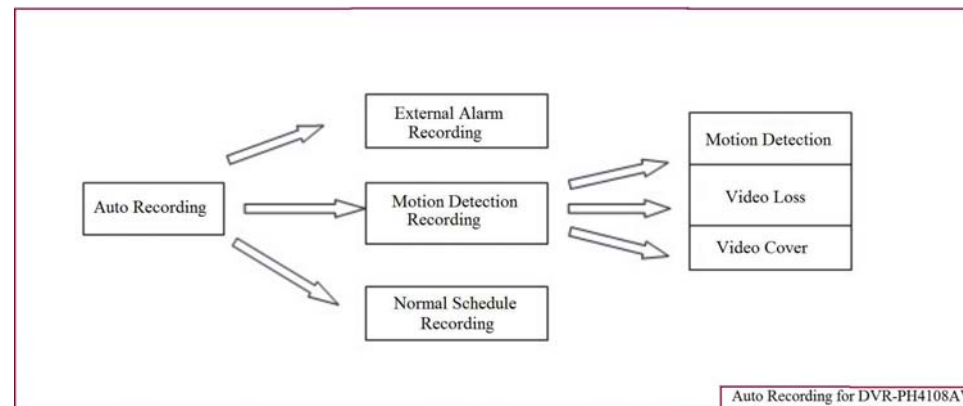 External Alarm
Recording
Motion Detection
Auto Recording
Motion Detection
Recording
Video Loss
Video Cover
Normal Schedule
Recording
Auto Recording for DVR-PH4108AV